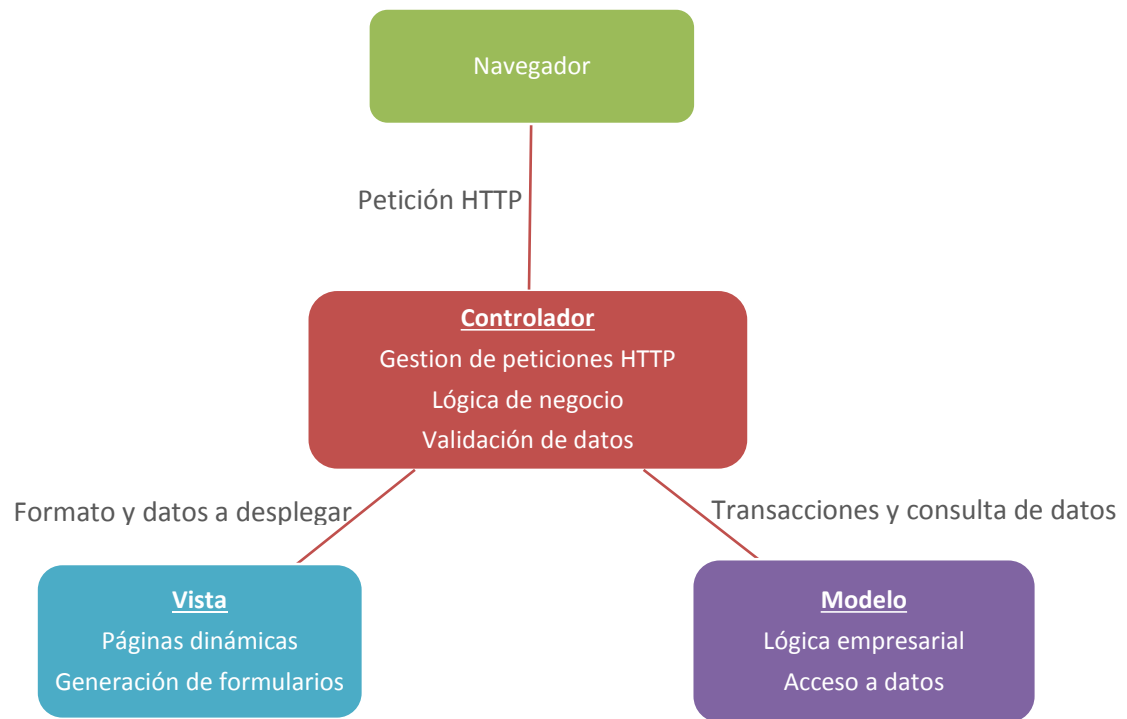 Navegador
Petición HTTP
Controlador
Gestion de peticiones HTTP
Lógica de negocio
Validación de datos
Formato y datos a desplegar
Transacciones y consulta de datos
Vista
Páginas dinámicas
Generación de formularios
Modelo
Lógica empresarial
Acceso a datos